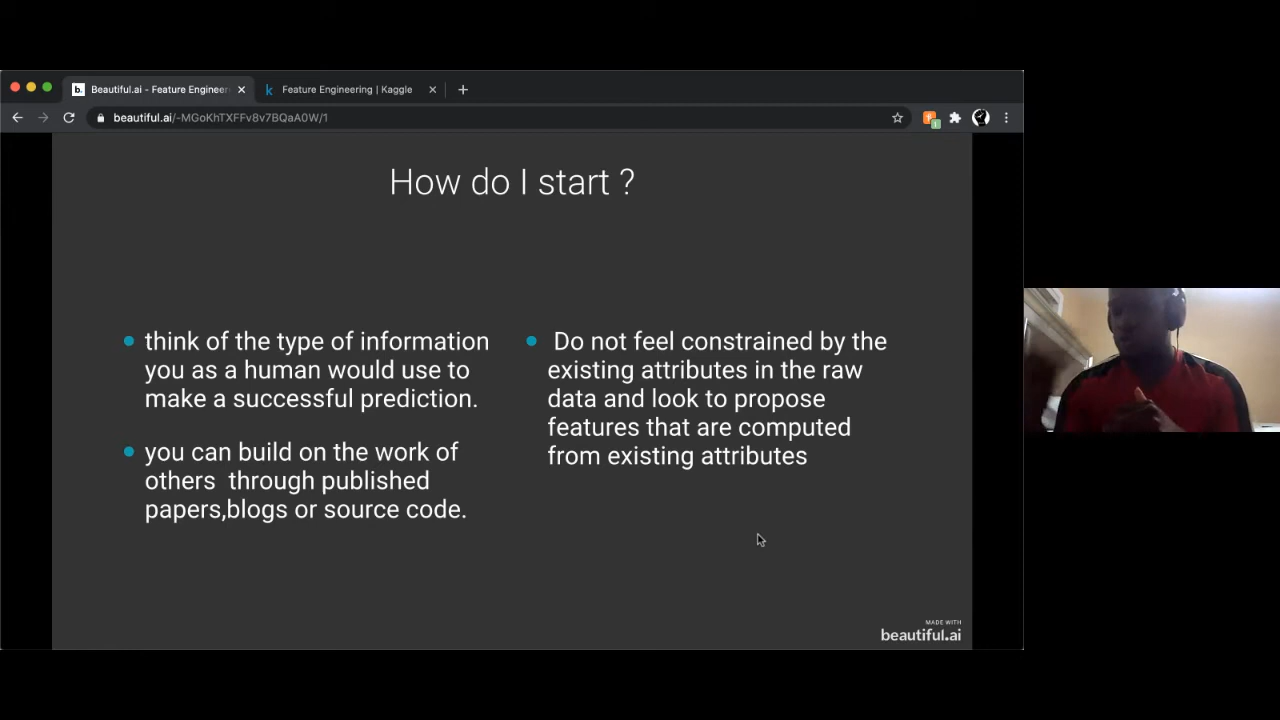 Beautiful.ai - Feature Engineer
Feature Engineering | Kaggle
beautiful.ai/-MGoKhTXFFv8v7BQaA0W/1
How do I start ?
think of the type of information
you as a human would use to
make a successful prediction.
you can build on the work of
others through published
papers,blogs or source code.
Do not feel constrained by the
existing attributes in the raw
data and look to propose
features that are computed
from existing attributes
MADE WITH
beautiful.ai